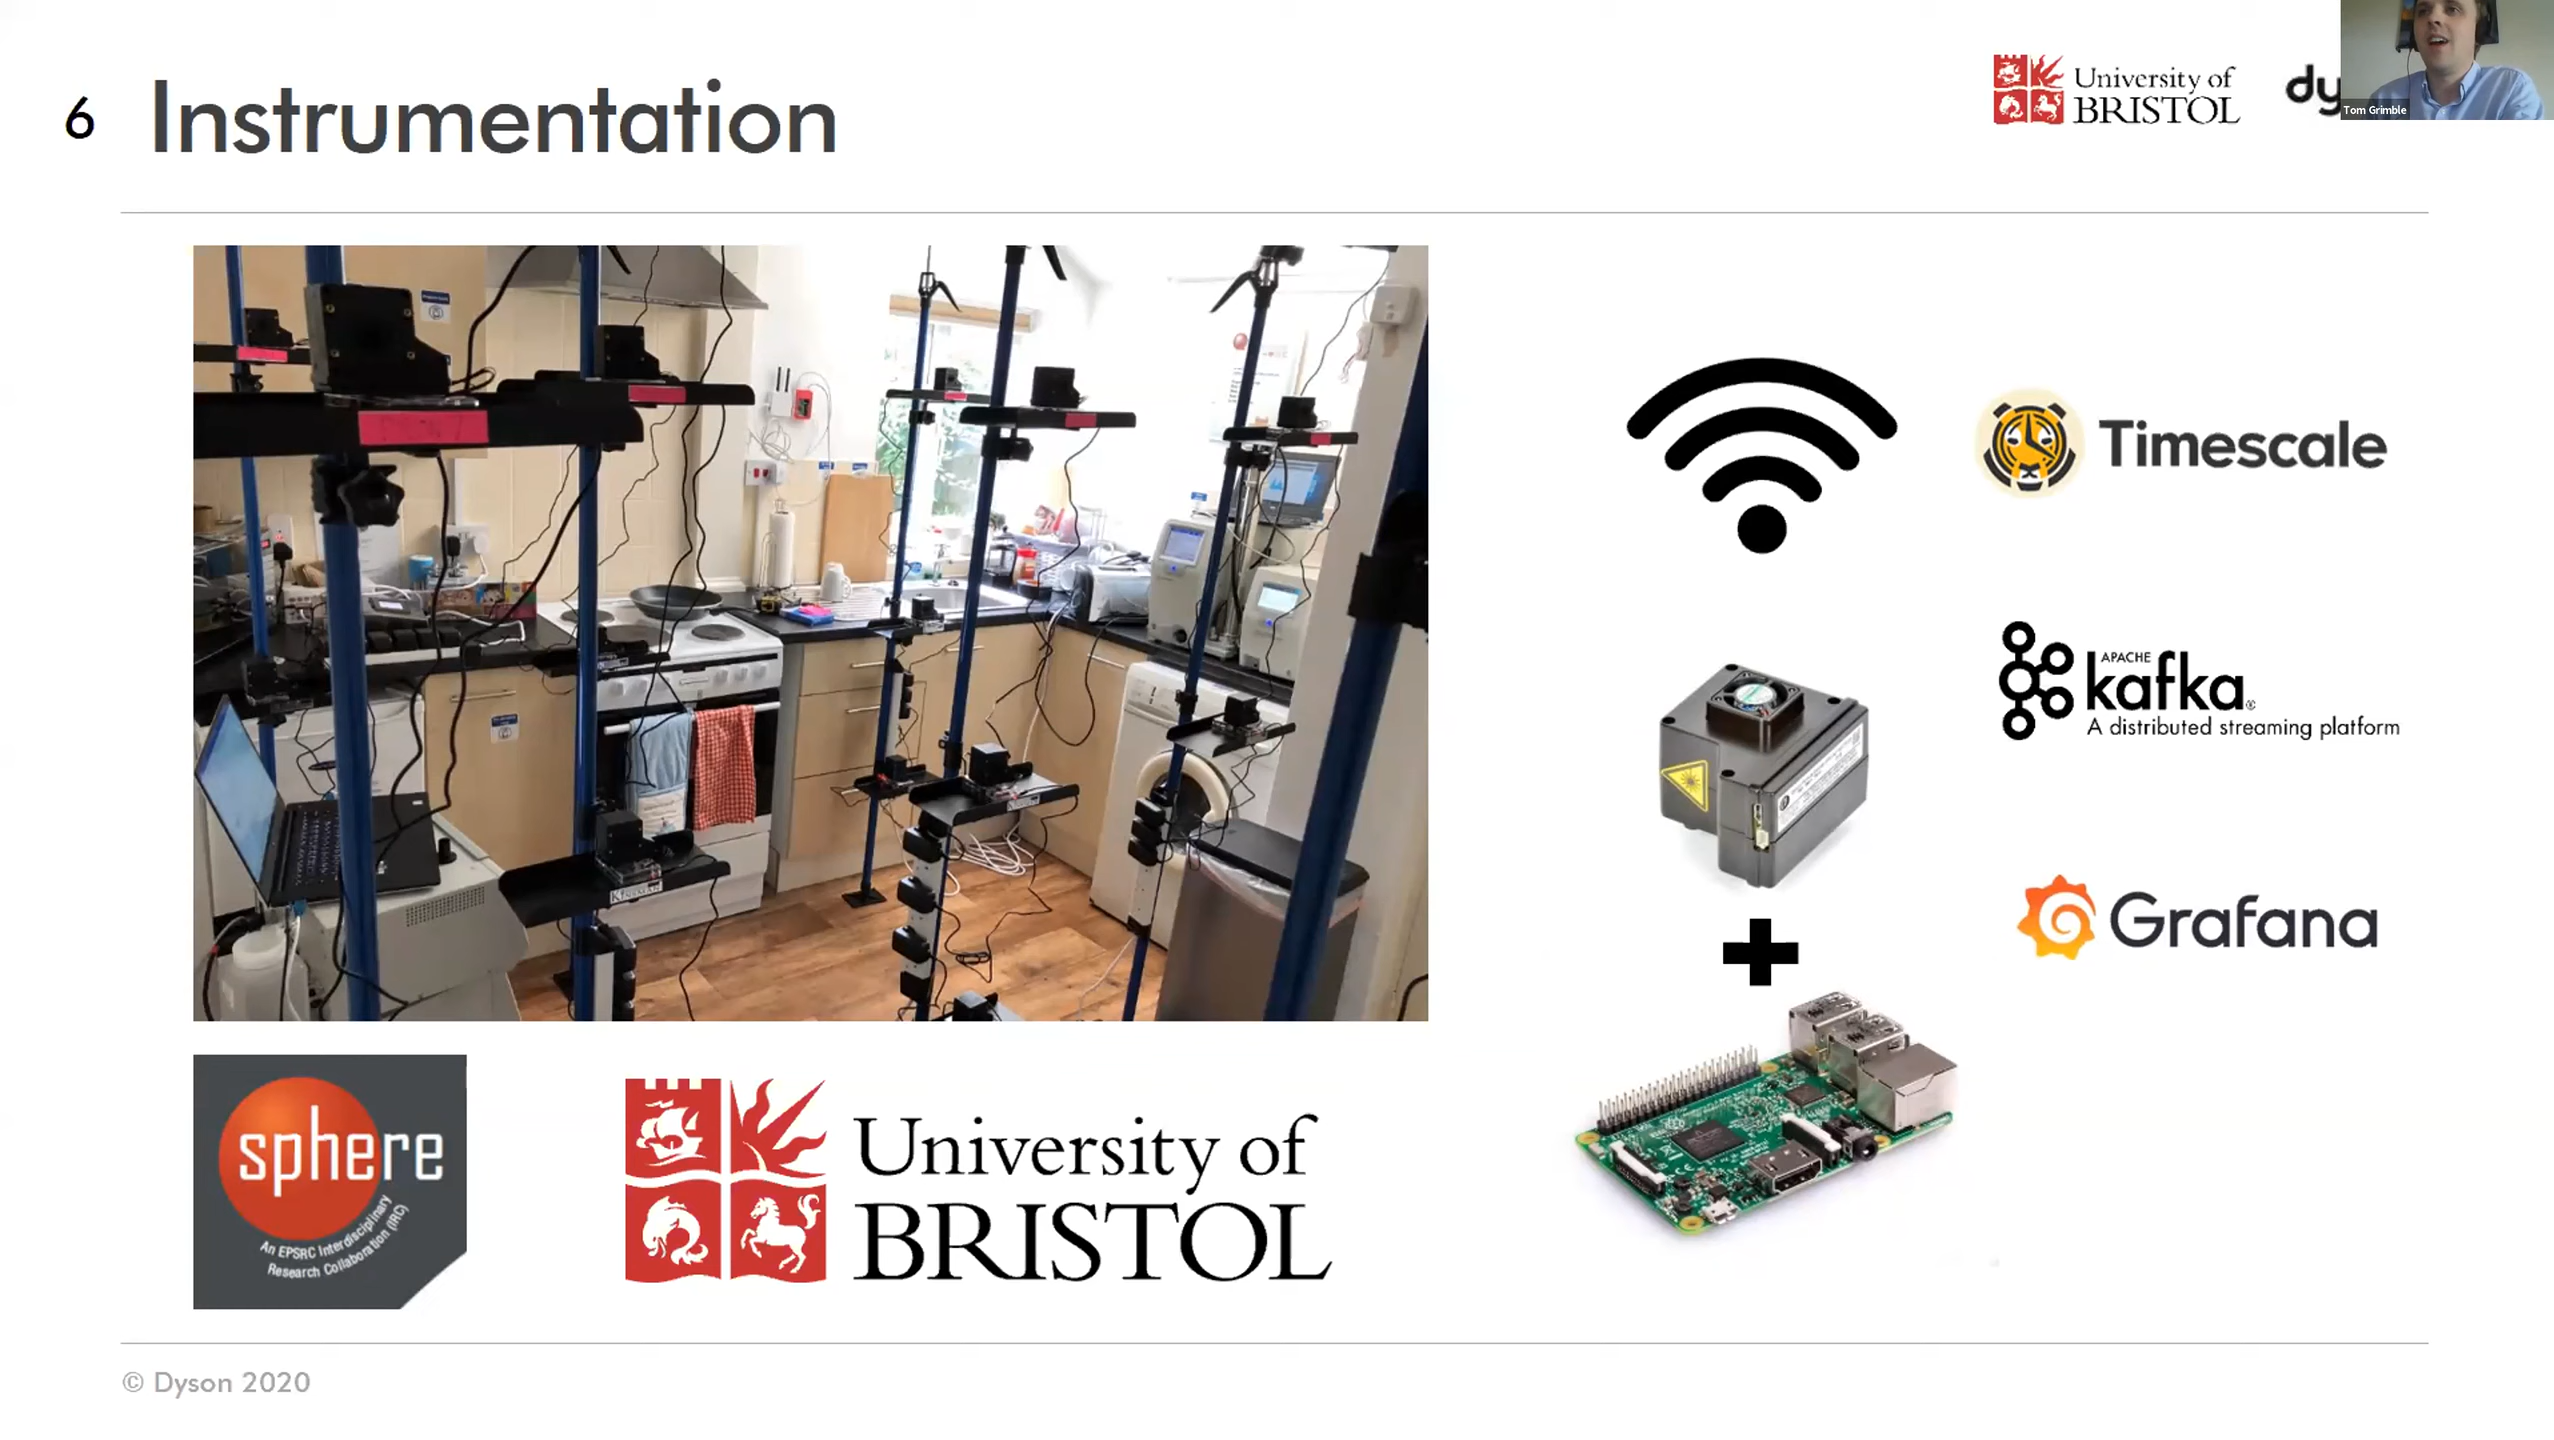 6 Instrumentation
University of
BRISTOL
dy
Tom Grimble
Timescale
APACHE
kafka®
A distributed streaming platform
Grafana
sphere
An EPSRC Interdisciplinary
Research Collaboration (IRC)
University of
BRISTOL
© Dyson 2020